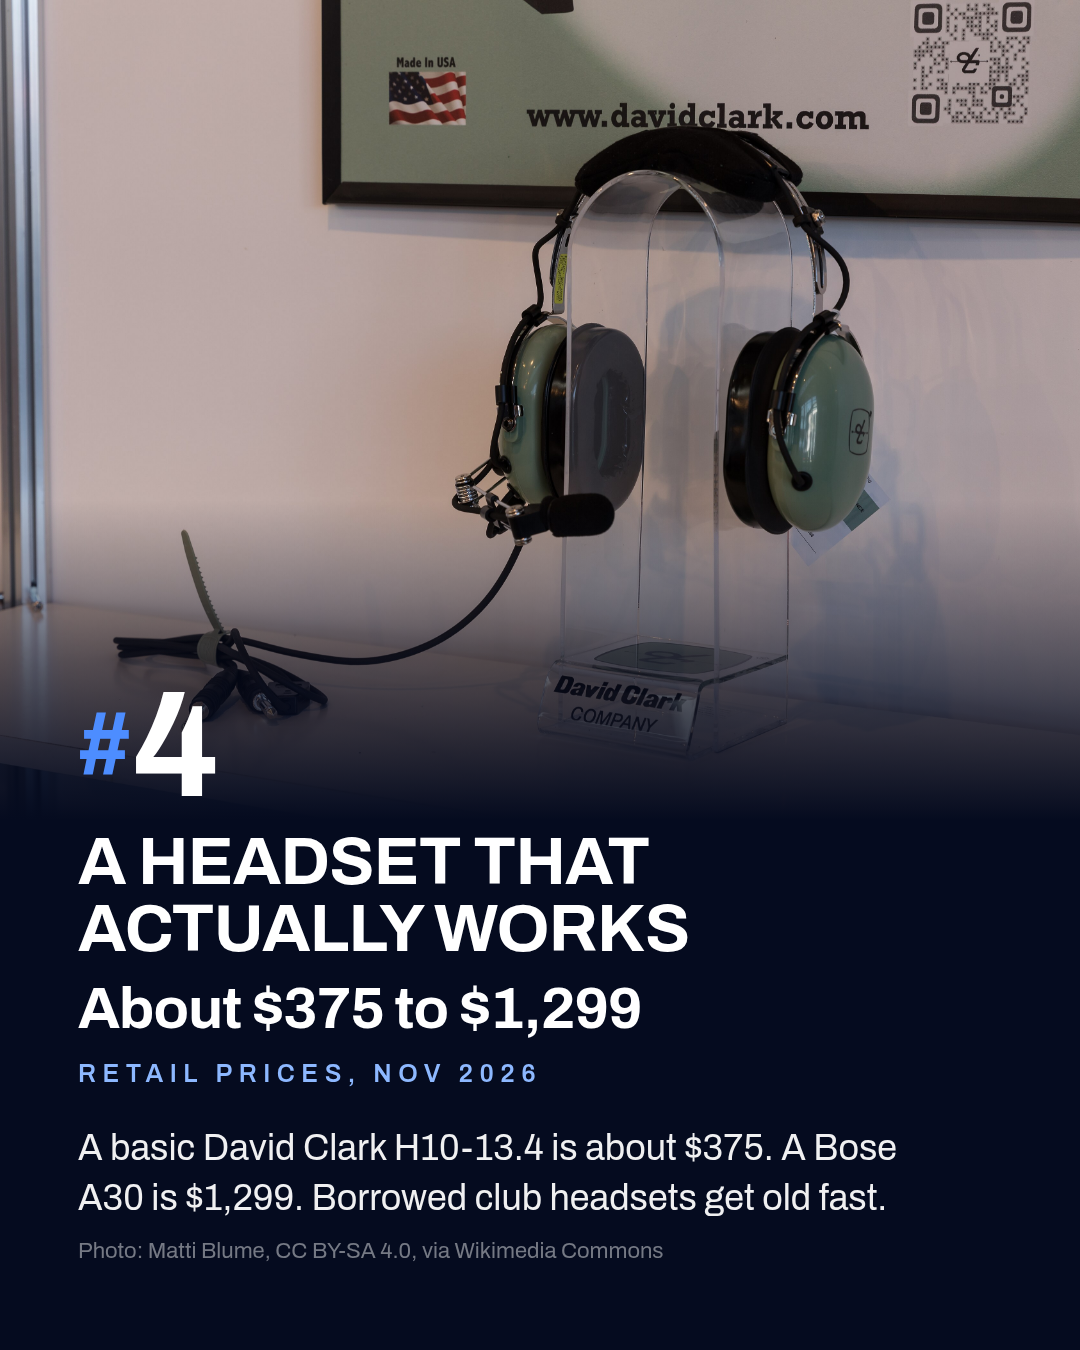 Made In USA
www.davidclark.com
David Clark
COMPANY
#4
A HEADSET THAT
ACTUALLY WORKS
About $375 to $1,299
RETAIL PRICES, NOV 2026
A basic David Clark H10-13.4 is about $375. A Bose
A30 is $1,299. Borrowed club headsets get old fast.
Photo: Matti Blume, CC BY-SA 4.0, via Wikimedia Commons